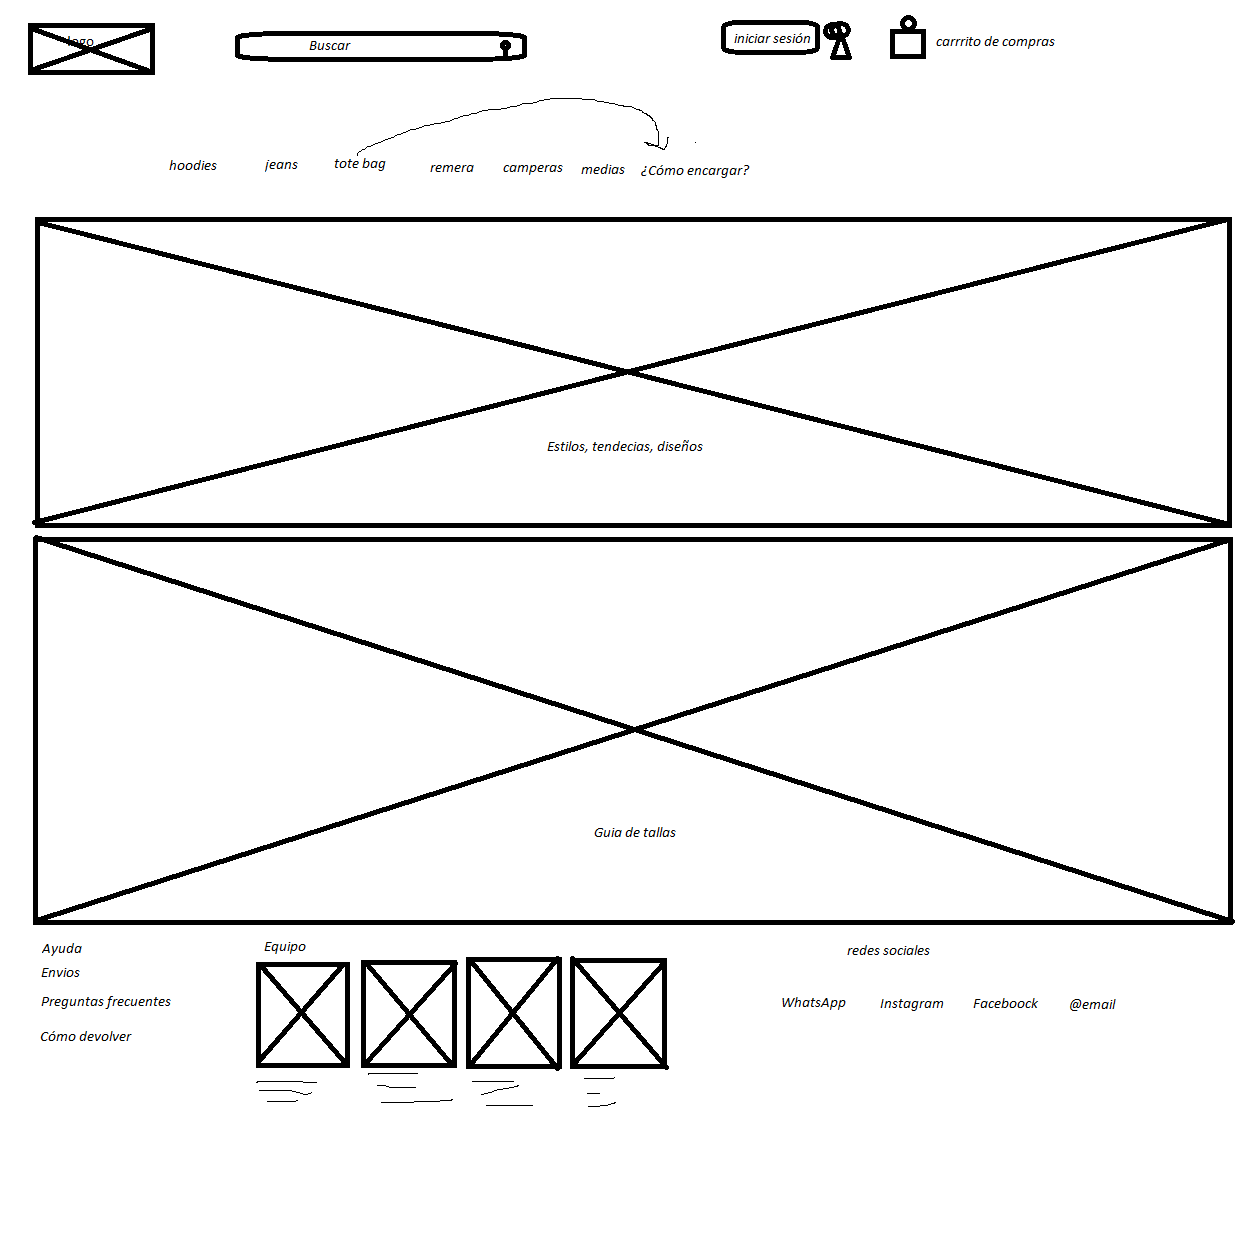 logo
Buscar
iniciar sesión
carrrito de compras
hoodies jeans tote bag remera camperas medias ¿Cómo encargar?
Estilos, tendecias, diseños
Guia de tallas
Ayuda
Envios
Preguntas frecuentes
Cómo devolver
Equipo
redes sociales
WhatsApp Instagram Faceboock @email